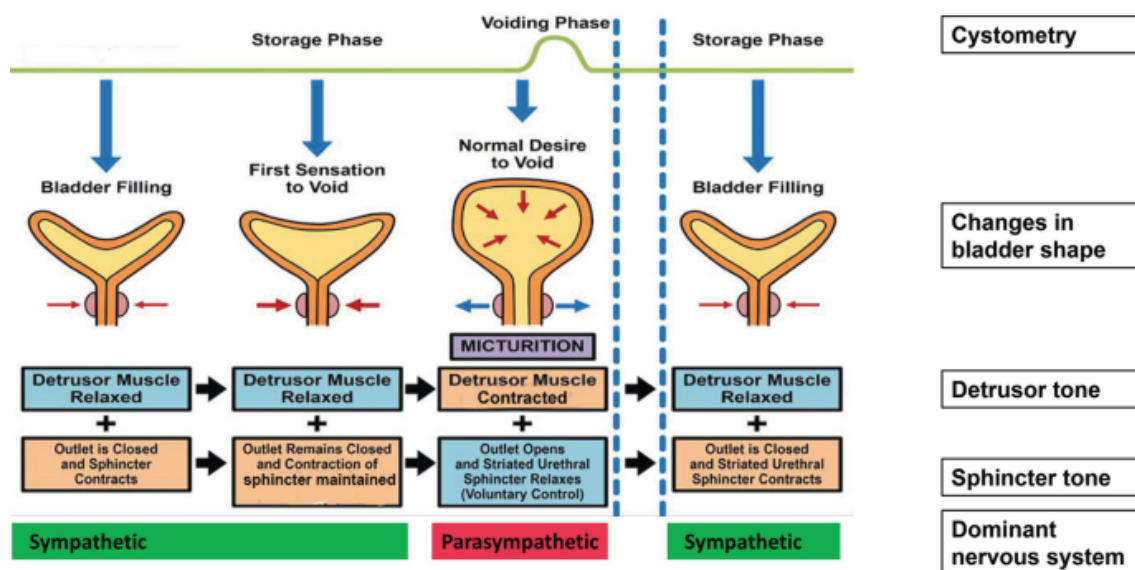 Voiding Phase
Storage Phase
Storage Phase
Cystometry
Normal Desire
to Void
First Sensation
to Void
Bladder Filling
Bladder Filling
Changes in
bladder shape
MICTURITION
Detrusor Muscle
Relaxed
Detrusor Muscle
Relaxed
Detrusor Muscle
Contracted
Detrusor Muscle
Relaxed
Detrusor tone
+
+
+
+
Outlet is Closed
and Sphincter
Contracts
Outlet Remains Closed
and Contraction of
sphincter maintained
Outlet Opens
and Striated Urethral
Sphincter Relaxes
(Voluntary Control)
Outlet is Closed
and Striated Urethral
Sphincter Contracts
Sphincter tone
Sympathetic
Parasympathetic
Sympathetic
Dominant
nervous system